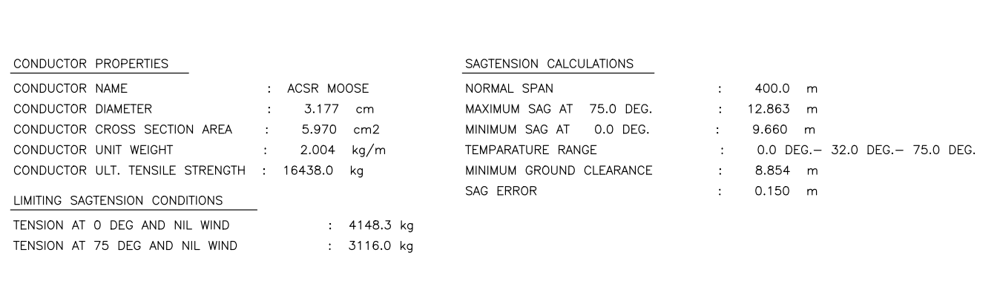 CONDUCTOR PROPERTIES
CONDUCTOR NAME : ACSR MOOSE
CONDUCTOR DIAMETER : 3.177 cm
CONDUCTOR CROSS SECTION AREA : 5.970 cm2
CONDUCTOR UNIT WEIGHT : 2.004 kg/m
CONDUCTOR ULT. TENSILE STRENGTH : 16438.0 kg
LIMITING SAGTENSION CONDITIONS
TENSION AT 0 DEG AND NIL WIND : 4148.3 kg
TENSION AT 75 DEG AND NIL WIND : 3116.0 kg
SAGTENSION CALCULATIONS
NORMAL SPAN : 400.0 m
MAXIMUM SAG AT 75.0 DEG. : 12.863 m
MINIMUM SAG AT 0.0 DEG. : 9.660 m
TEMPARATURE RANGE : 0.0 DEG.– 32.0 DEG.– 75.0 DEG.
MINIMUM GROUND CLEARANCE : 8.854 m
SAG ERROR : 0.150 m